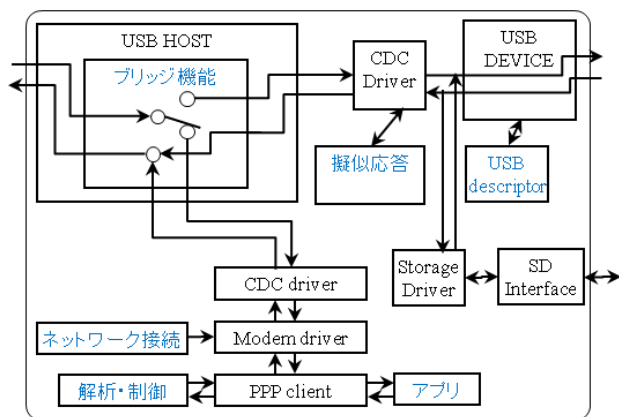 USB HOST
ブリッジ機能
CDC
Driver
USB
DEVICE
擬似応答
USB
descriptor
CDC driver
Storage
Driver
SD
Interface
ネットワーク接続
Modem driver
解析・制御
PPP client
アプリ